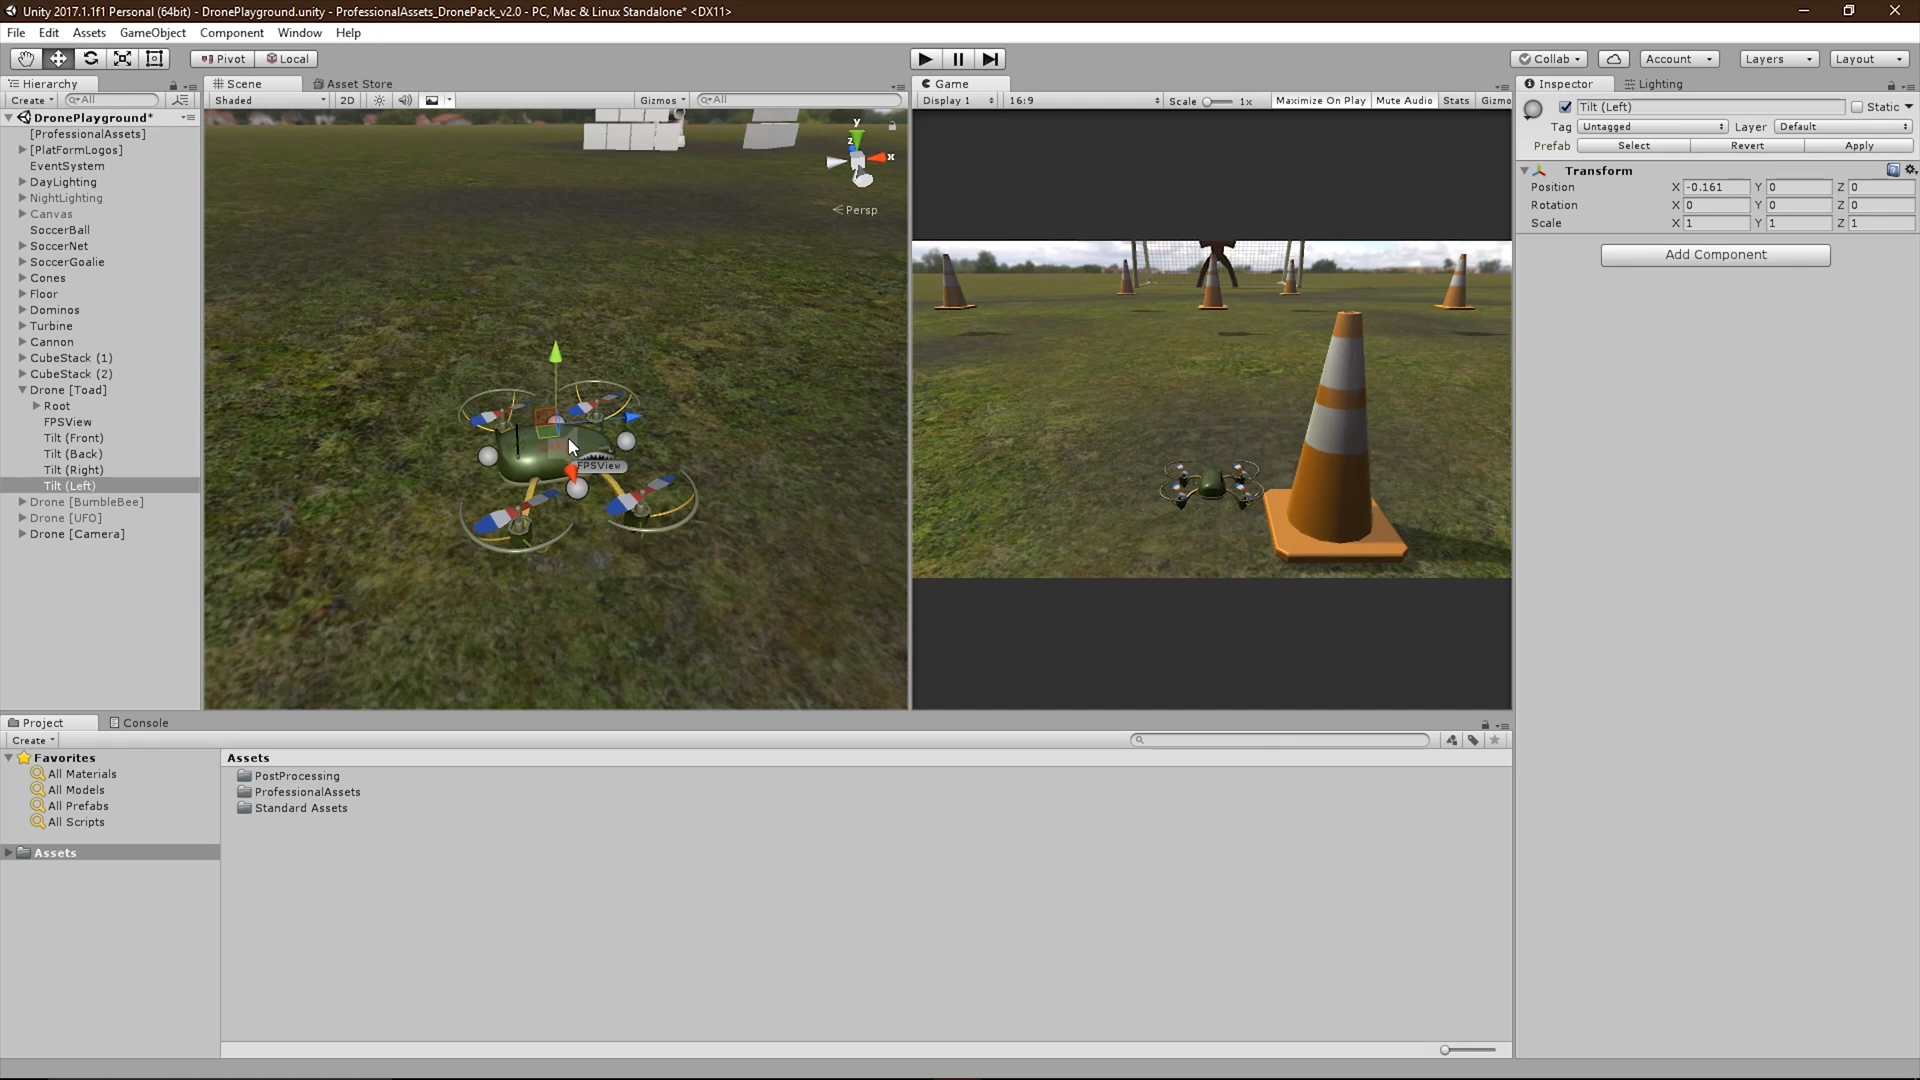 Unity 2017.1.1f1 Personal (64bit) - DronePlayground.unity - ProfessionalAssets_DronePack_v2.0 - PC, Mac & Linux Standalone* <DX11>
File Edit Assets GameObject Component Window Help
Pivot Local Collab Account Layers Layout
Hierarchy
Create All
DronePlayground*
[ProfessionalAssets]
[PlatFormLogos]
EventSystem
DayLighting
NightLighting
Canvas
SoccerBall
SoccerNet
SoccerGoalie
Cones
Floor
Dominos
Turbine
Cannon
CubeStack (1)
CubeStack (2)
Drone [Toad]
Root
FPSView
Tilt (Front)
Tilt (Back)
Tilt (Right)
Tilt (Left)
Drone [BumbleBee]
Drone [UFO]
Drone [Camera]
Scene Asset Store
Shaded 2D Gizmos All
y
z
x
Persp
FPSView
Game
Display 1 16:9 Scale 1x Maximize On Play Mute Audio Stats Gizmo
Inspector Lighting
Tilt (Left) Static
Tag Untagged Layer Default
Prefab Select Revert Apply
Transform
Position X -0.161 Y 0 Z 0
Rotation X 0 Y 0 Z 0
Scale X 1 Y 1 Z 1
Add Component
Project Console
Create
Favorites
All Materials
All Models
All Prefabs
All Scripts
Assets
Assets
PostProcessing
ProfessionalAssets
Standard Assets